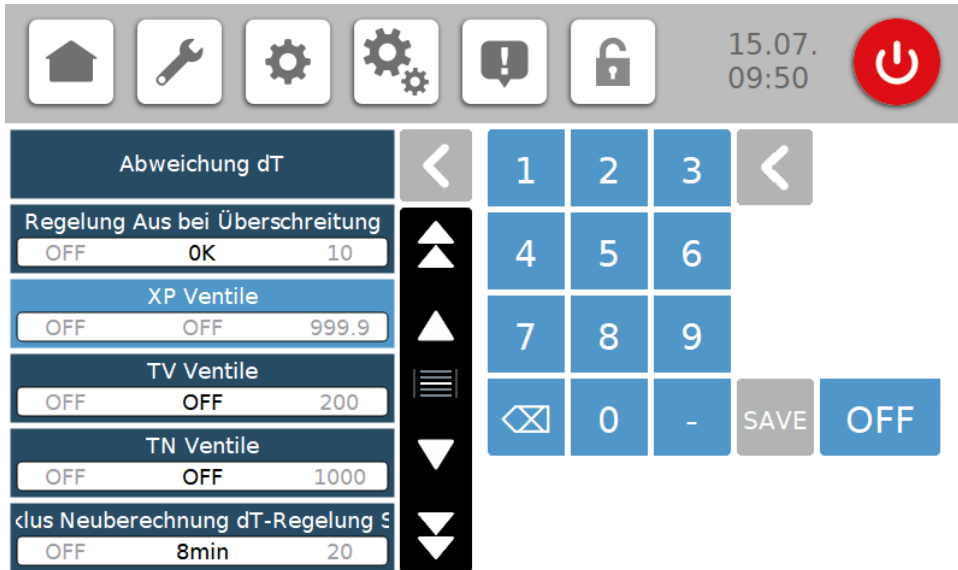 15.07.
09:50
Abweichung dT
Regelung Aus bei Überschreitung
OFF 0K 10
XP Ventile
OFF OFF 999.9
TV Ventile
OFF OFF 200
TN Ventile
OFF OFF 1000
klus Neuberechnung dT-Regelung S
OFF 8min 20
1 2 3
4 5 6
7 8 9
0 - SAVE OFF